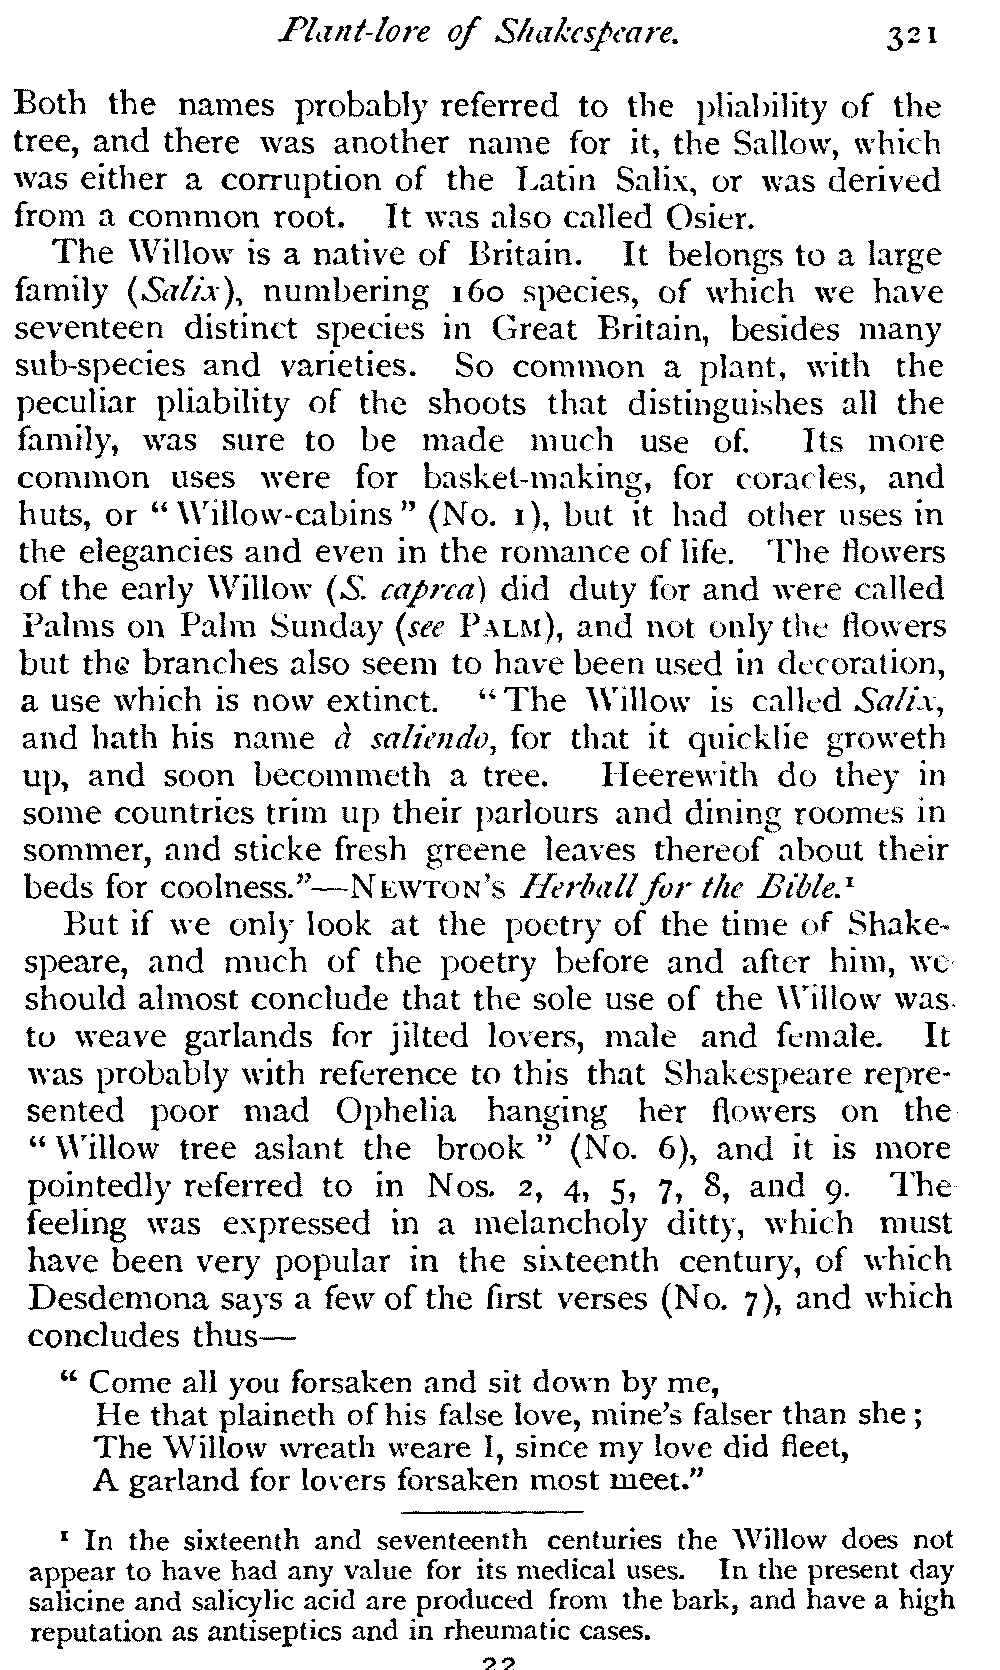 Plant-lore of Shakespeare. 321
Both the names probably referred to the pliability of the
tree, and there was another name for it, the Sallow, which
was either a corruption of the Latin Salix, or was derived
from a common root. It was also called Osier.
The Willow is a native of Britain. It belongs to a large
family (Salix), numbering 160 species, of which we have
seventeen distinct species in Great Britain, besides many
sub-species and varieties. So common a plant, with the
peculiar pliability of the shoots that distinguishes all the
family, was sure to be made much use of. Its more
common uses were for basket-making, for coracles, and
huts, or “Willow-cabins” (No. 1), but it had other uses in
the elegancies and even in the romance of life. The flowers
of the early Willow (S. caprea) did duty for and were called
Palms on Palm Sunday (see PALM), and not only the flowers
but the branches also seem to have been used in decoration,
a use which is now extinct. “The Willow is called Salix,
and hath his name à saliendo, for that it quicklie groweth
up, and soon becommeth a tree. Heerewith do they in
some countries trim up their parlours and dining roomes in
sommer, and sticke fresh greene leaves thereof about their
beds for coolness.”—NEWTON'S Herball for the Bible.¹
But if we only look at the poetry of the time of Shake-
speare, and much of the poetry before and after him, we
should almost conclude that the sole use of the Willow was
to weave garlands for jilted lovers, male and female. It
was probably with reference to this that Shakespeare repre-
sented poor mad Ophelia hanging her flowers on the
“Willow tree aslant the brook” (No. 6), and it is more
pointedly referred to in Nos. 2, 4, 5, 7, 8, and 9. The
feeling was expressed in a melancholy ditty, which must
have been very popular in the sixteenth century, of which
Desdemona says a few of the first verses (No. 7), and which
concludes thus—
“Come all you forsaken and sit down by me,
He that plaineth of his false love, mine's falser than she;
The Willow wreath weare I, since my love did fleet,
A garland for lovers forsaken most meet.”
¹ In the sixteenth and seventeenth centuries the Willow does not
appear to have had any value for its medical uses. In the present day
salicine and salicylic acid are produced from the bark, and have a high
reputation as antiseptics and in rheumatic cases.
22